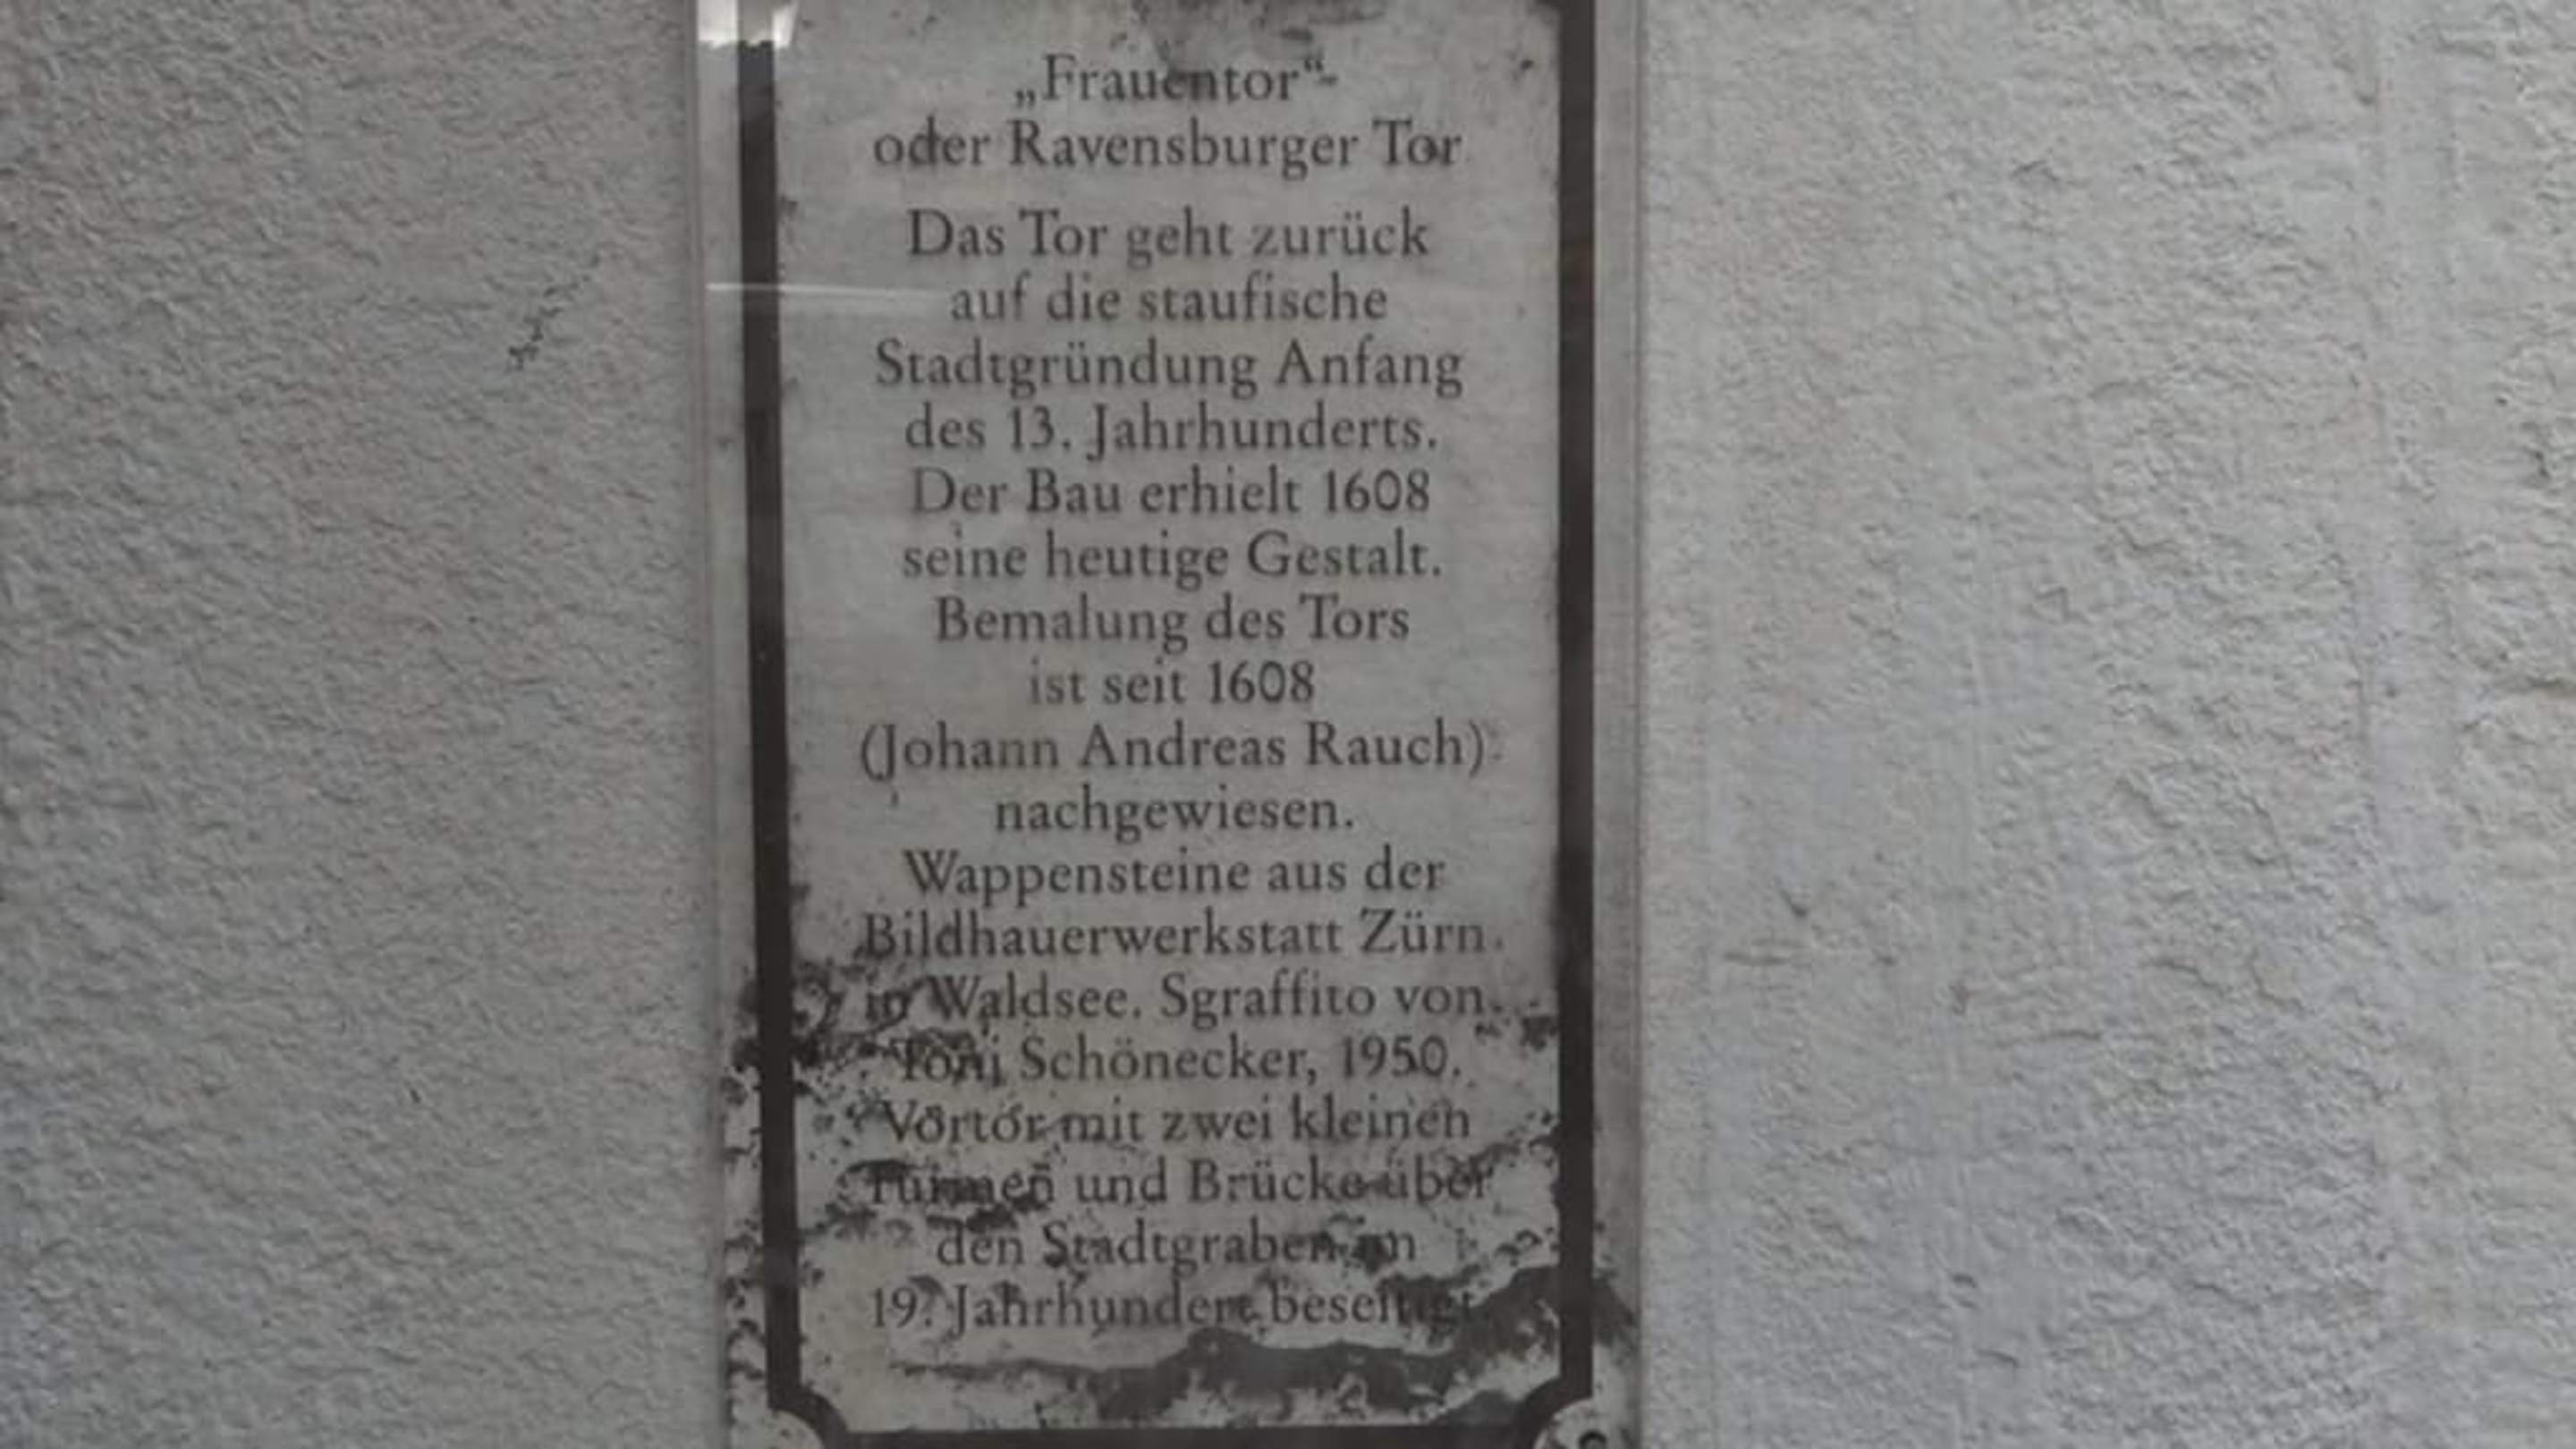 „Frauentor“-
oder Ravensburger Tor
Das Tor geht zurück
auf die staufische
Stadtgründung Anfang
des 13. Jahrhunderts.
Der Bau erhielt 1608
seine heutige Gestalt.
Bemalung des Tors
ist seit 1608
(Johann Andreas Rauch)
nachgewiesen.
Wappensteine aus der
Bildhauerwerkstatt Zürn
in Waldsee. Sgraffito von
Toni Schönecker, 1950.
Vortor mit zwei kleinen
Türmen und Brücke über
den Stadtgraben im
19. Jahrhundert beseitigt